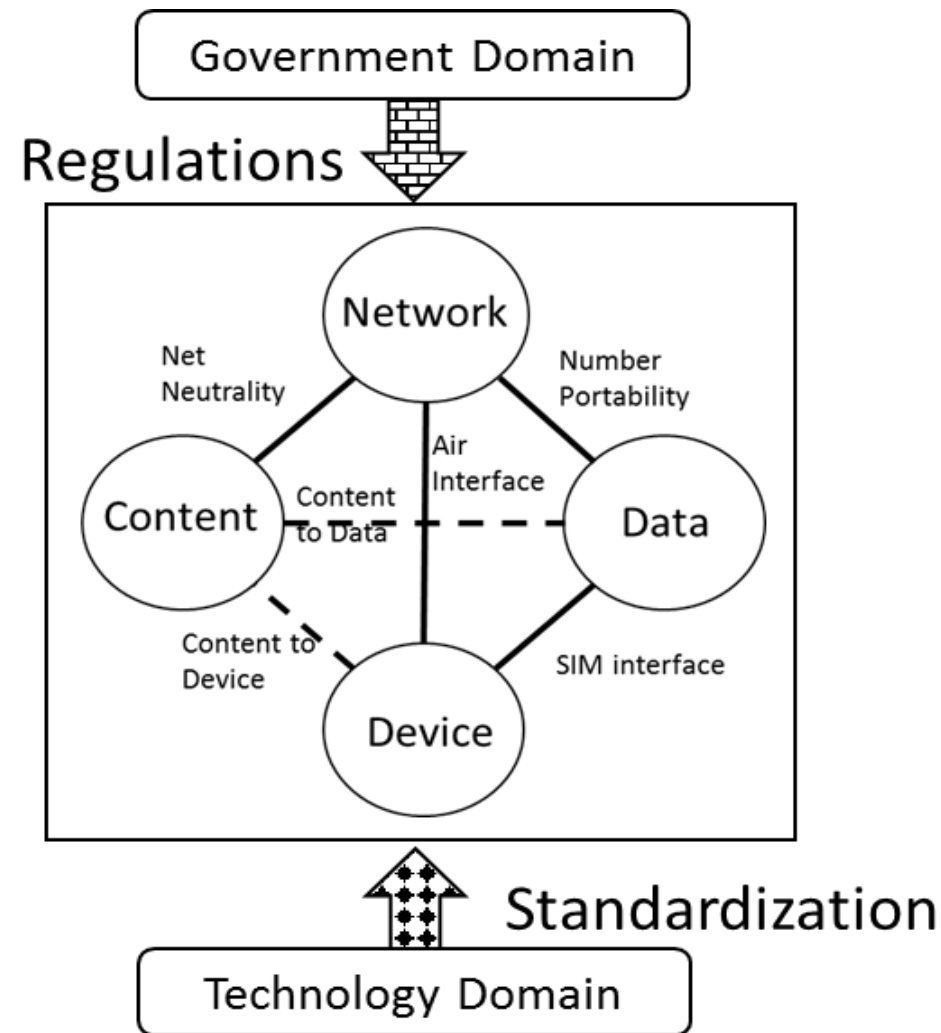 Government Domain
Regulations
Network
Net
Neutrality
Number
Portability
Air
Interface
Content
Content
to Data
Data
Content to
Device
SIM interface
Device
Standardization
Technology Domain